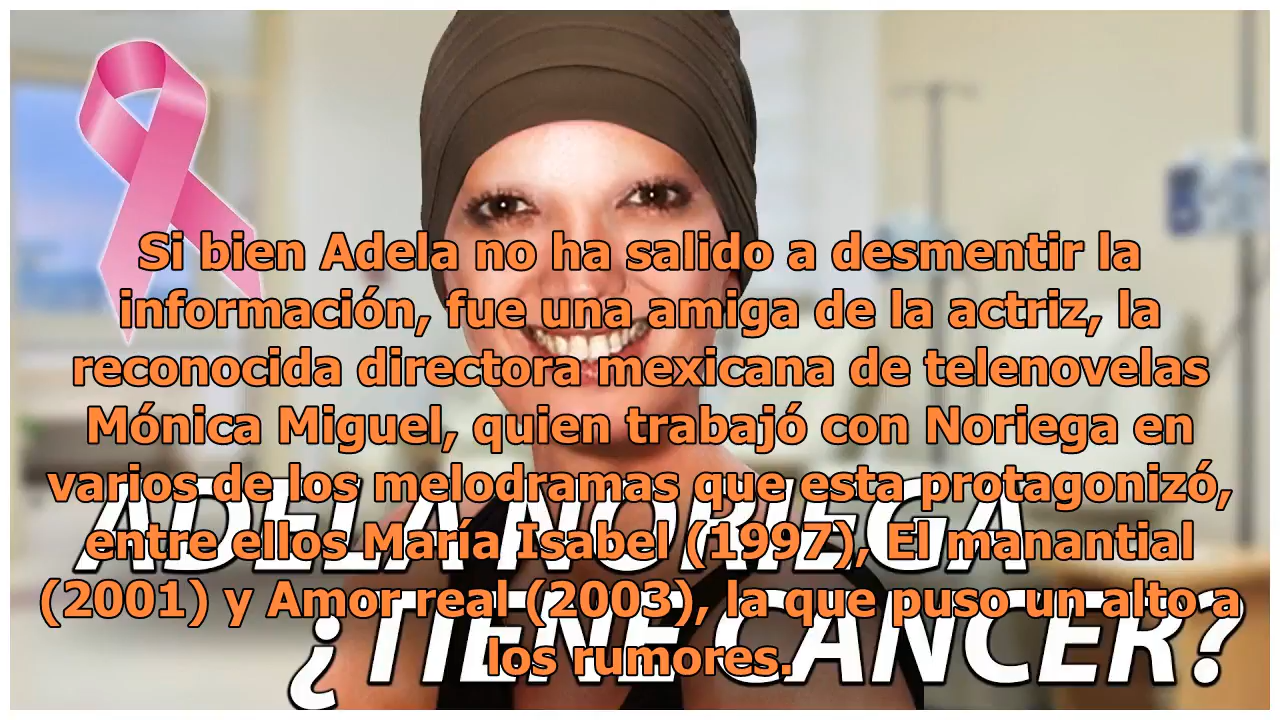 Si bien Adela no ha salido a desmentir la
información, fue una amiga de la actriz, la
reconocida directora mexicana de telenovelas
Mónica Miguel, quien trabajó con Noriega en
varios de los melodramas que esta protagonizó,
entre ellos María Isabel (1997), El manantial
(2001) y Amor real (2003), la que puso un alto a
los rumores.
ADELA NORIEGA
¿TIENE CANCER?